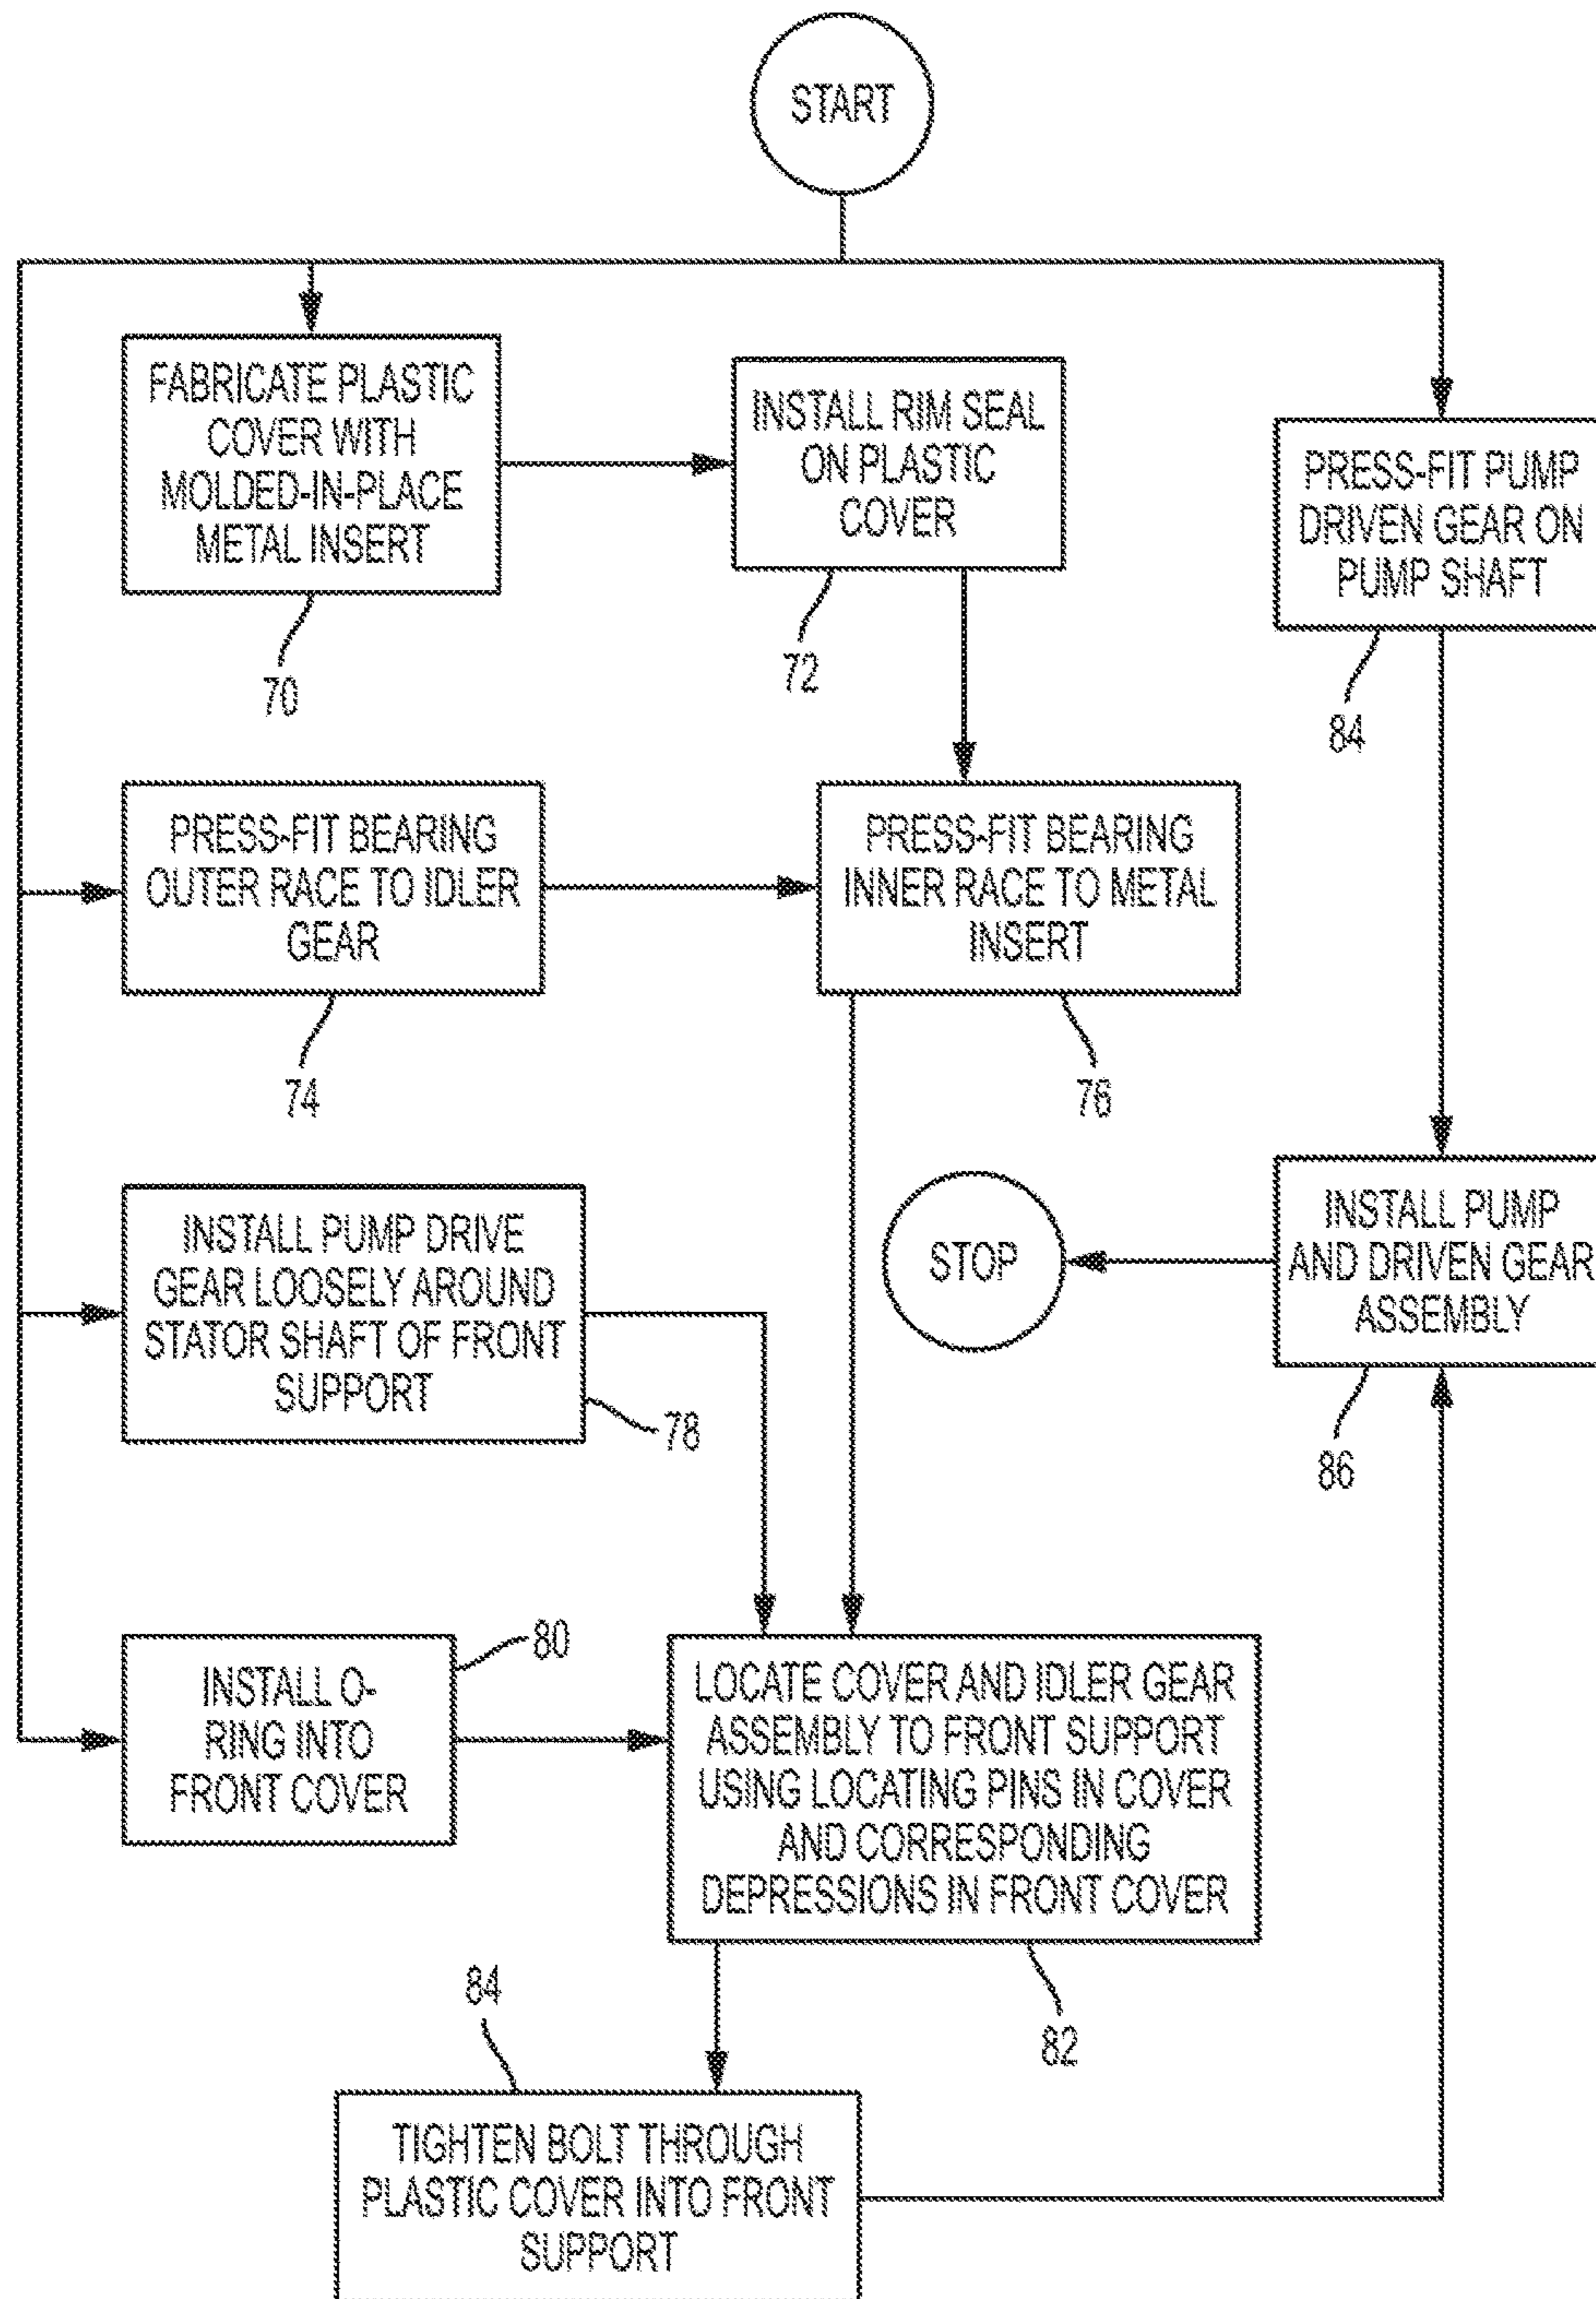 START
FABRICATE PLASTIC
COVER WITH
MOLDED-IN-PLACE
METAL INSERT
70
INSTALL RIM SEAL
ON PLASTIC
COVER
72
PRESS-FIT PUMP
DRIVEN GEAR ON
PUMP SHAFT
84
PRESS-FIT BEARING
OUTER RACE TO IDLER
GEAR
74
PRESS-FIT BEARING
INNER RACE TO METAL
INSERT
76
INSTALL PUMP DRIVE
GEAR LOOSELY AROUND
STATOR SHAFT OF FRONT
SUPPORT
78
STOP
INSTALL PUMP
AND DRIVEN GEAR
ASSEMBLY
86
INSTALL O-
RING INTO
FRONT COVER
80
LOCATE COVER AND IDLER GEAR
ASSEMBLY TO FRONT SUPPORT
USING LOCATING PINS IN COVER
AND CORRESPONDING
DEPRESSIONS IN FRONT COVER
82
84
TIGHTEN BOLT THROUGH
PLASTIC COVER INTO FRONT
SUPPORT